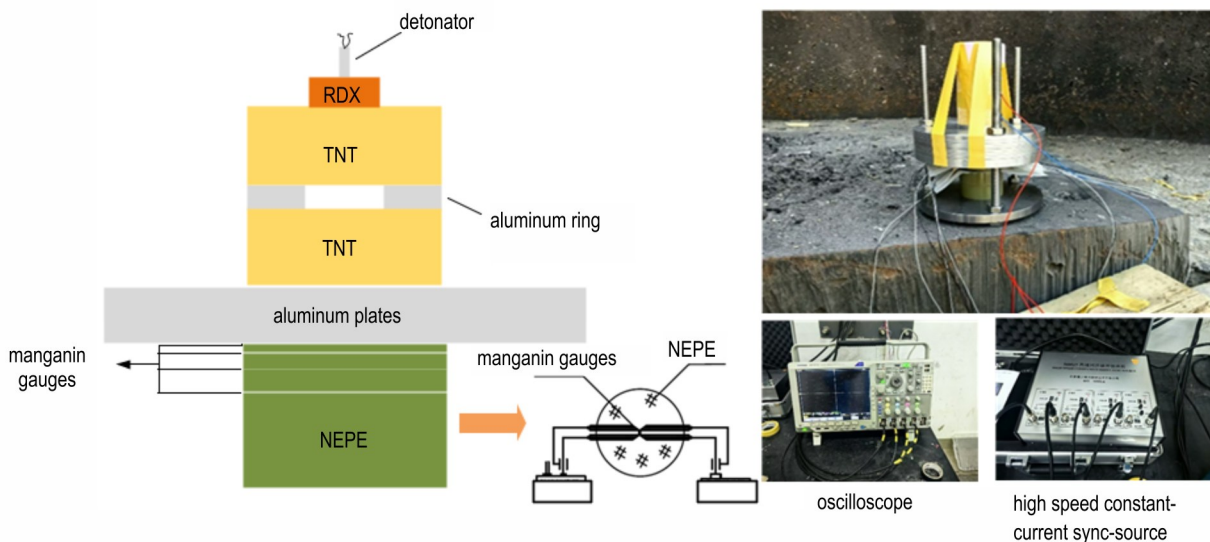 detonator
RDX
TNT
aluminum ring
TNT
aluminum plates
manganin
gauges
manganin gauges
NEPE
NEPE
oscilloscope
high speed constant-
current sync-source